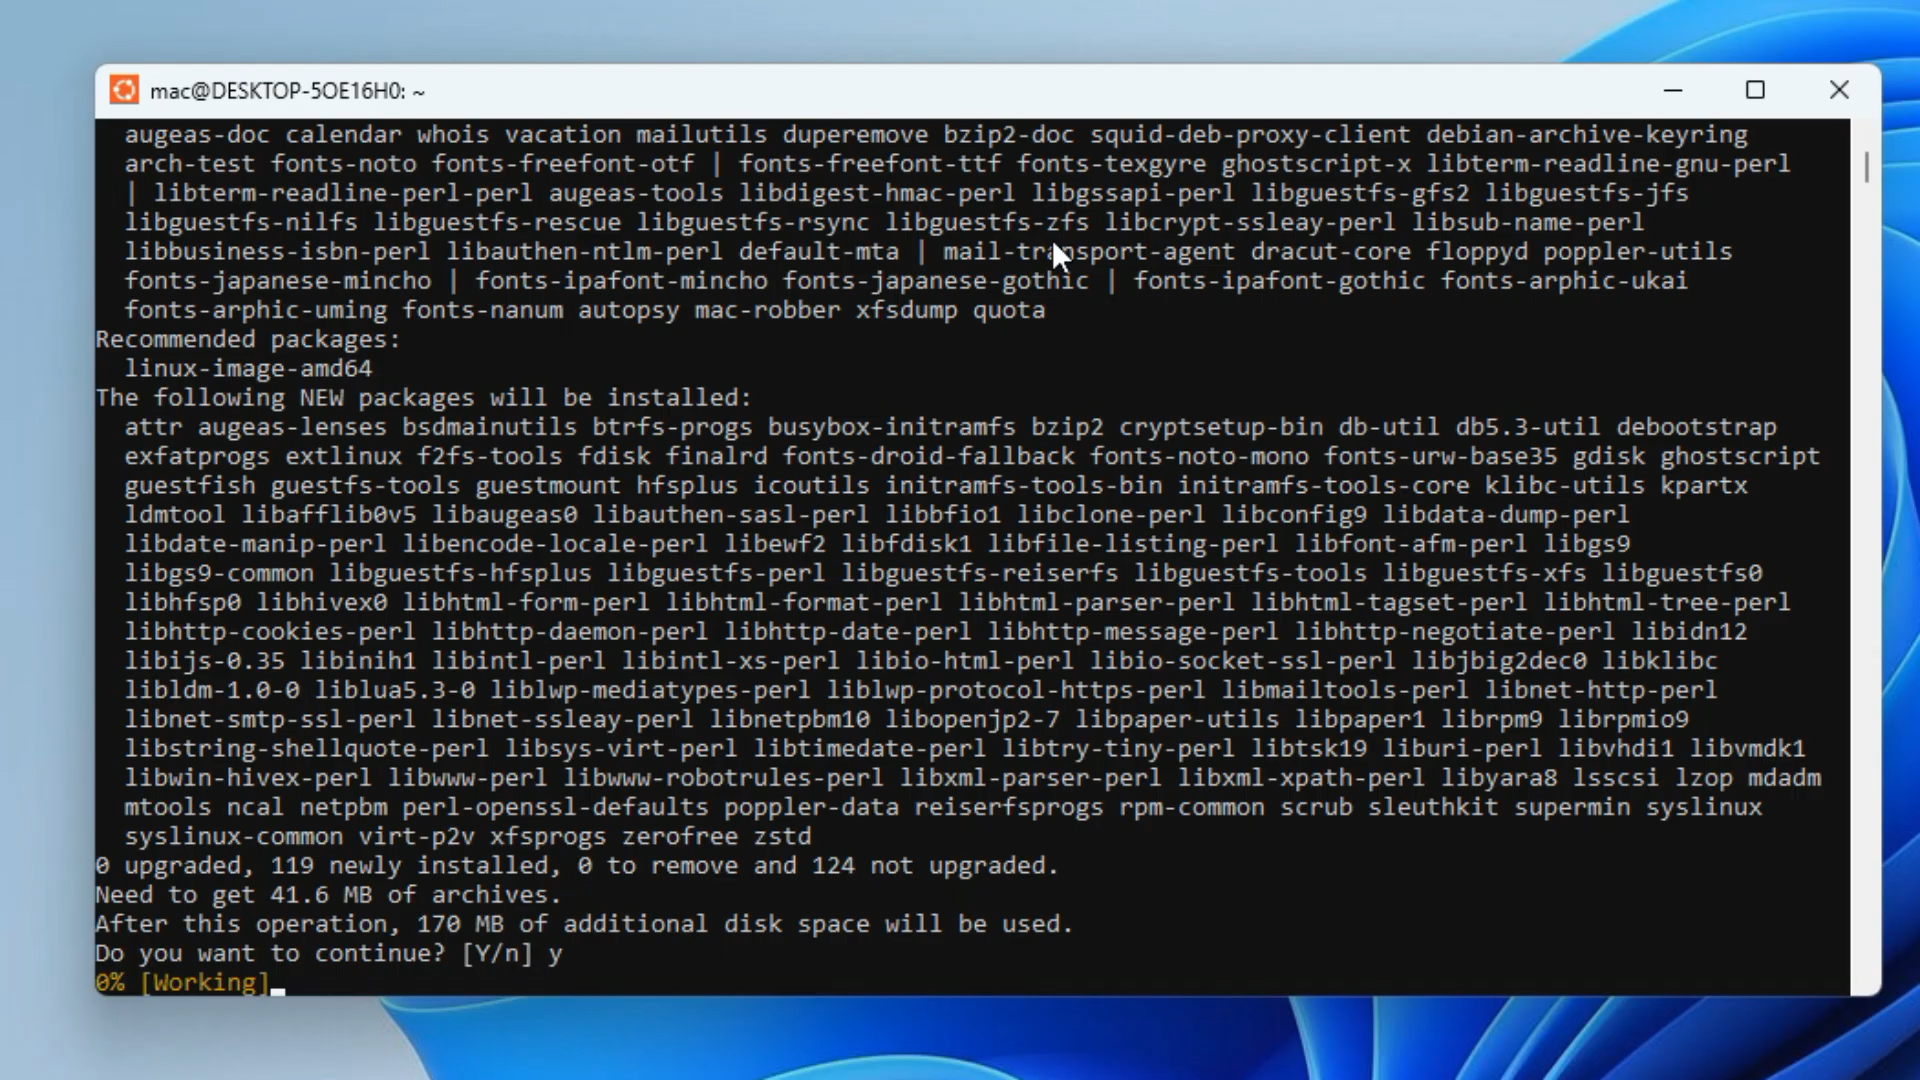 mac@DESKTOP-5OE16H0: ~
augeas-doc calendar whois vacation mailutils duperemove bzip2-doc squid-deb-proxy-client debian-archive-keyring
arch-test fonts-noto fonts-freefont-otf | fonts-freefont-ttf fonts-texgyre ghostscript-x libterm-readline-gnu-perl
| libterm-readline-perl-perl augeas-tools libdigest-hmac-perl libgssapi-perl libguestfs-gfs2 libguestfs-jfs
libguestfs-nilfs libguestfs-rescue libguestfs-rsync libguestfs-zfs libcrypt-ssleay-perl libsub-name-perl
libbusiness-isbn-perl libauthen-ntlm-perl default-mta | mail-transport-agent dracut-core floppyd poppler-utils
fonts-japanese-mincho | fonts-ipafont-mincho fonts-japanese-gothic | fonts-ipafont-gothic fonts-arphic-ukai
fonts-arphic-uming fonts-nanum autopsy mac-robber xfsdump quota
Recommended packages:
linux-image-amd64
The following NEW packages will be installed:
attr augeas-lenses bsdmainutils btrfs-progs busybox-initramfs bzip2 cryptsetup-bin db-util db5.3-util debootstrap
exfatprogs extlinux f2fs-tools fdisk finalrd fonts-droid-fallback fonts-noto-mono fonts-urw-base35 gdisk ghostscript
guestfish guestfs-tools guestmount hfsplus icoutils initramfs-tools-bin initramfs-tools-core klibc-utils kpartx
ldmtool libafflib0v5 libaugeas0 libauthen-sasl-perl libbfio1 libclone-perl libconfig9 libdata-dump-perl
libdate-manip-perl libencode-locale-perl libewf2 libfdisk1 libfile-listing-perl libfont-afm-perl libgs9
libgs9-common libguestfs-hfsplus libguestfs-perl libguestfs-reiserfs libguestfs-tools libguestfs-xfs libguestfs0
libhfsp0 libhivex0 libhtml-form-perl libhtml-format-perl libhtml-parser-perl libhtml-tagset-perl libhtml-tree-perl
libhttp-cookies-perl libhttp-daemon-perl libhttp-date-perl libhttp-message-perl libhttp-negotiate-perl libidn12
libijs-0.35 libinih1 libintl-perl libintl-xs-perl libio-html-perl libio-socket-ssl-perl libjbig2dec0 libklibc
libldm-1.0-0 liblua5.3-0 liblwp-mediatypes-perl liblwp-protocol-https-perl libmailtools-perl libnet-http-perl
libnet-smtp-ssl-perl libnet-ssleay-perl libnetpbm10 libopenjp2-7 libpaper-utils libpaper1 librpm9 librpmio9
libstring-shellquote-perl libsys-virt-perl libtimedate-perl libtry-tiny-perl libtsk19 liburi-perl libvhdi1 libvmdk1
libwin-hivex-perl libwww-perl libwww-robotrules-perl libxml-parser-perl libxml-xpath-perl libyara8 lsscsi lzop mdadm
mtools ncal netpbm perl-openssl-defaults poppler-data reiserfsprogs rpm-common scrub sleuthkit supermin syslinux
syslinux-common virt-p2v xfsprogs zerofree zstd
0 upgraded, 119 newly installed, 0 to remove and 124 not upgraded.
Need to get 41.6 MB of archives.
After this operation, 170 MB of additional disk space will be used.
Do you want to continue? [Y/n] y
0% [Working]